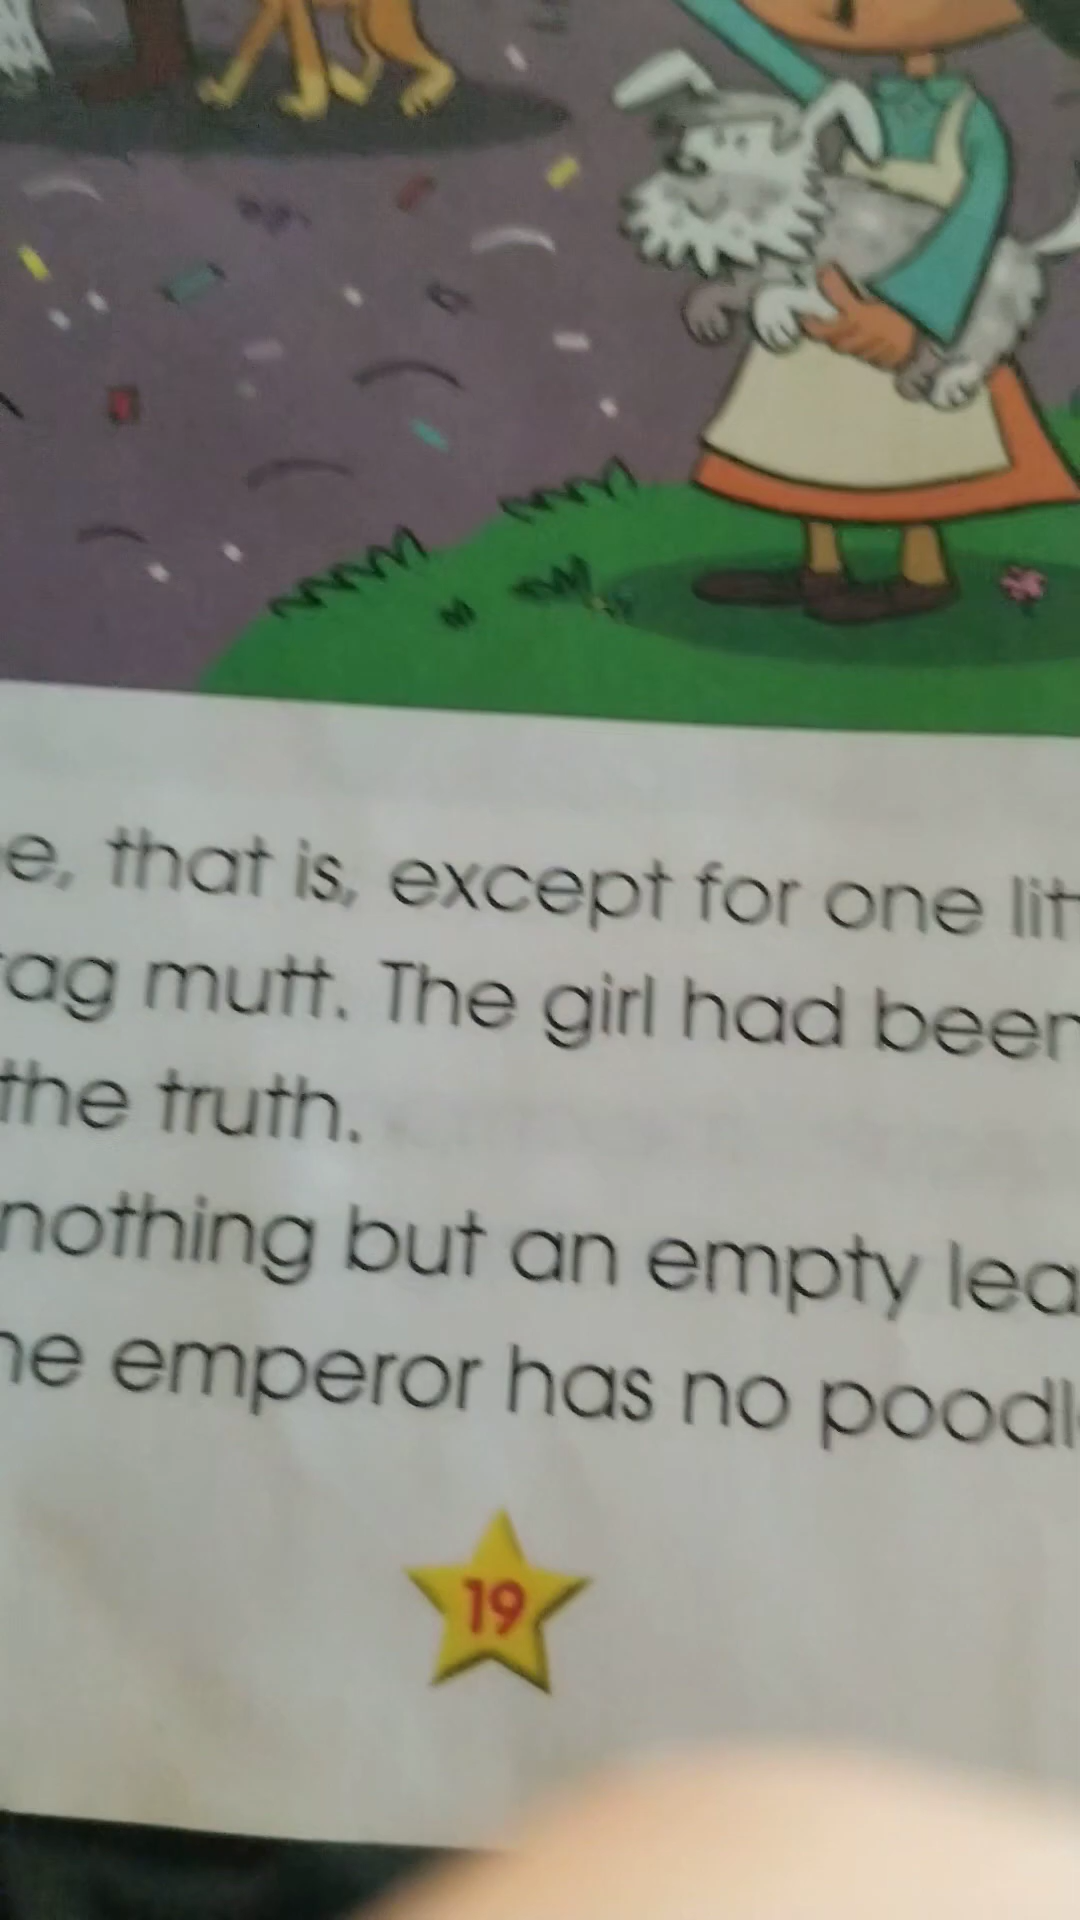 e, that is, except for one lit
ag mutt. The girl had been
the truth.
nothing but an empty lea
he emperor has no poodl
19